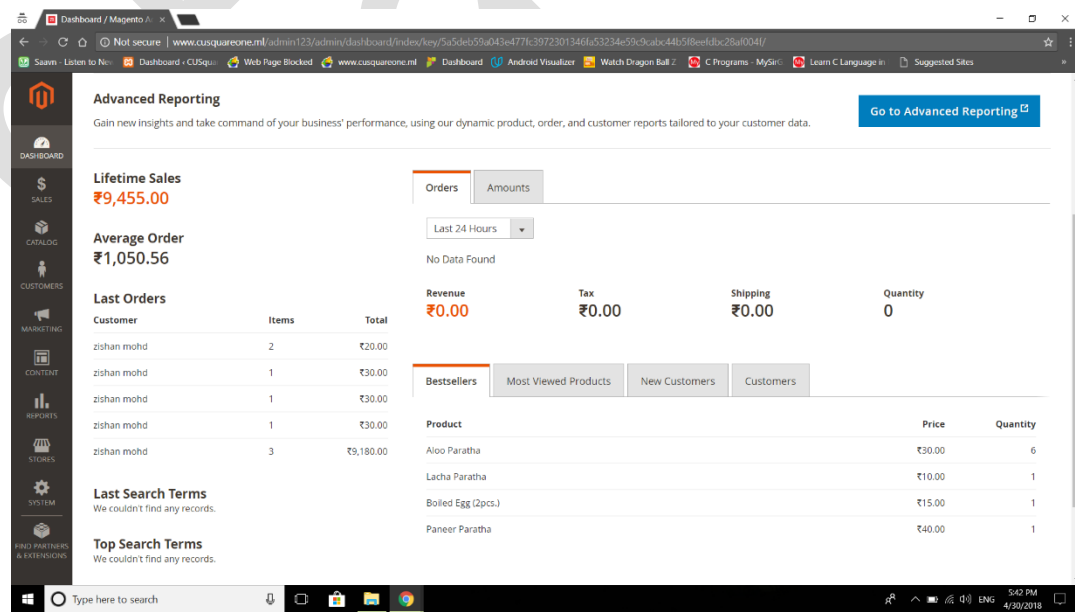 Dashboard / Magento A
Not secure | www.cusquareone.ml/admin123/admin/dashboard/index/key/5a5deb59a043e477fc3972301346fa53234e59c9cabc44b5f8eefdbc28af004f/
Saavn - Listen to Ne Dashboard ‹ CUSqua Web Page Blocked www.cusquareone.ml Dashboard Android Visualizer Watch Dragon Ball Z C Programs - MySirG Learn C Language in Suggested Sites »
DASHBOARD
SALES
CATALOG
CUSTOMERS
MARKETING
CONTENT
REPORTS
STORES
SYSTEM
FIND PARTNERS
& EXTENSIONS
Advanced Reporting
Gain new insights and take command of your business' performance, using our dynamic product, order, and customer reports tailored to your customer data.
Go to Advanced Reporting
Lifetime Sales
₹9,455.00
Average Order
₹1,050.56
Last Orders
Customer Items Total
zishan mohd 2 ₹20.00
zishan mohd 1 ₹30.00
zishan mohd 1 ₹30.00
zishan mohd 1 ₹30.00
zishan mohd 3 ₹9,180.00
Last Search Terms
We couldn't find any records.
Top Search Terms
We couldn't find any records.
Orders Amounts
Last 24 Hours
No Data Found
Revenue Tax Shipping Quantity
₹0.00 ₹0.00 ₹0.00 0
Bestsellers Most Viewed Products New Customers Customers
Product Price Quantity
Aloo Paratha ₹30.00 6
Lacha Paratha ₹10.00 1
Boiled Egg (2pcs.) ₹15.00 1
Paneer Paratha ₹40.00 1
Type here to search
ENG
5:42 PM
4/30/2018